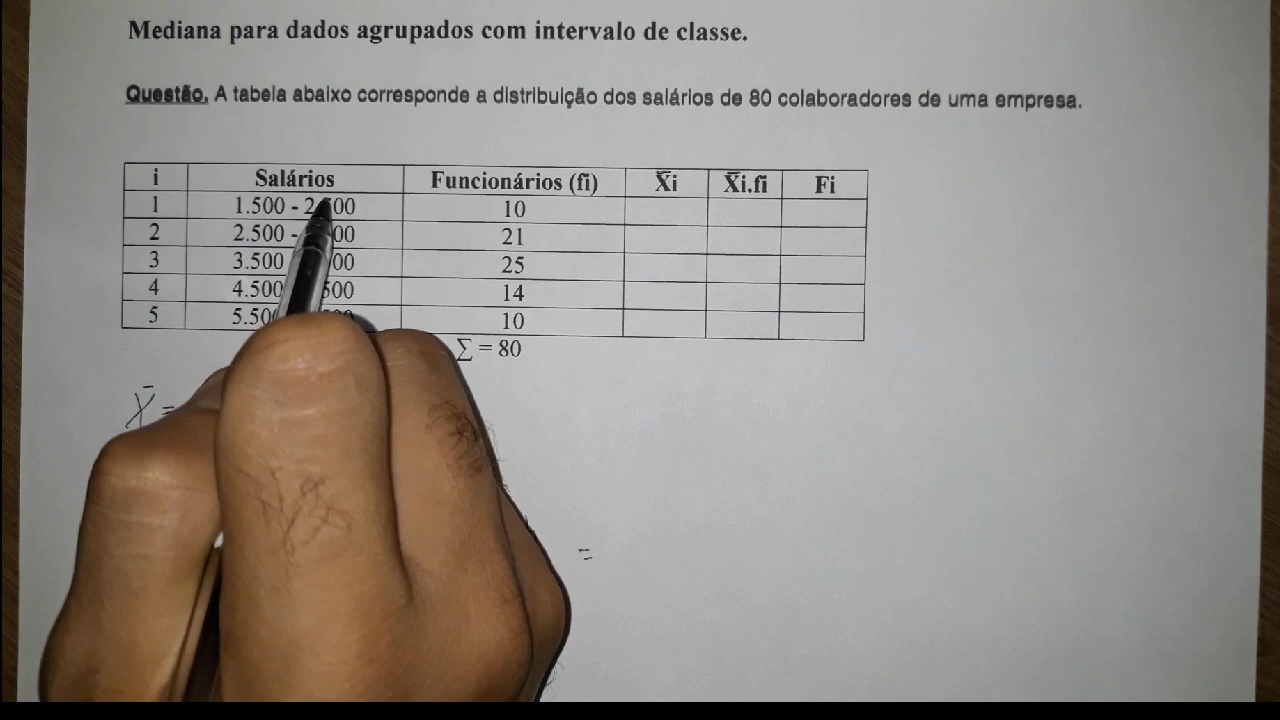 Mediana para dados agrupados com intervalo de classe.
Questão. A tabela abaixo corresponde a distribuição dos salários de 80 colaboradores de uma empresa.
i Salários Funcionários (fi) X̄i X̄i.fi Fi
1 1.500 - 2.500 10
2 2.500 - 21
3 3.500 25
4 4.500 14
5 10
Σ = 80
X̄ =
=